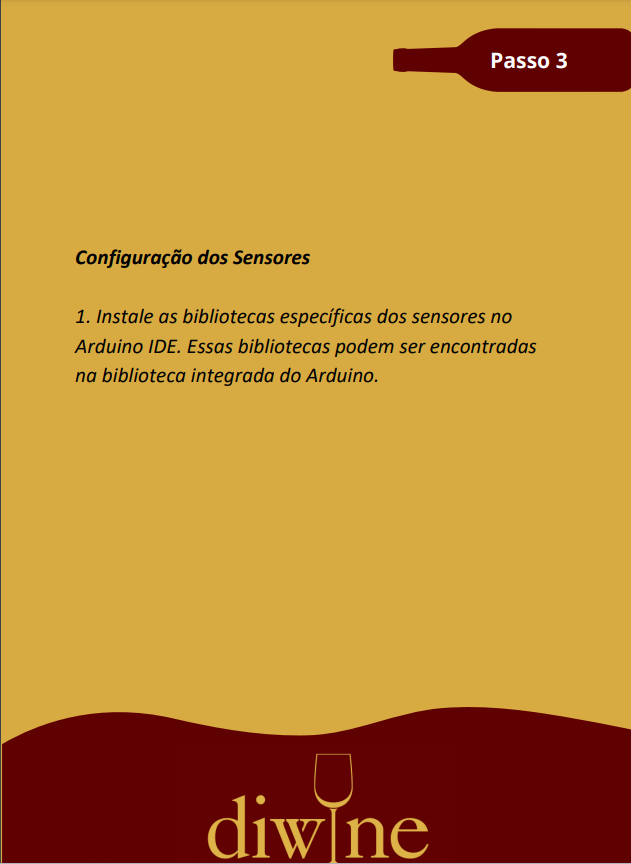 Passo 3
Configuração dos Sensores
1. Instale as bibliotecas específicas dos sensores no
Arduino IDE. Essas bibliotecas podem ser encontradas
na biblioteca integrada do Arduino.
diwine